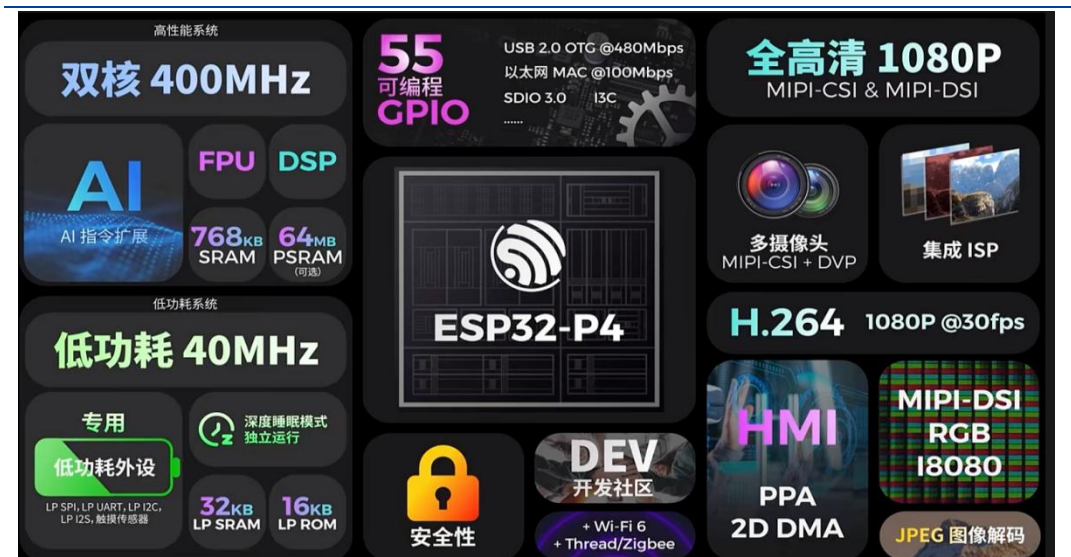 高性能系统
双核 400MHz
AI
AI 指令扩展
FPU
DSP
768KB
SRAM
64MB
PSRAM
(可选)
低功耗系统
低功耗 40MHz
专用
低功耗外设
LP SPI, LP UART, LP I2C,
LP I2S, 触摸传感器
深度睡眠模式
独立运行
32KB
LP SRAM
16KB
LP ROM
55
可编程
GPIO
USB 2.0 OTG @480Mbps
以太网 MAC @100Mbps
SDIO 3.0 I3C
......
ESP32-P4
安全性
DEV
开发社区
+ Wi-Fi 6
+ Thread/Zigbee
全高清 1080P
MIPI-CSI & MIPI-DSI
多摄像头
MIPI-CSI + DVP
集成 ISP
H.264 1080P @30fps
HMI
PPA
2D DMA
MIPI-DSI
RGB
I8080
JPEG 图像解码